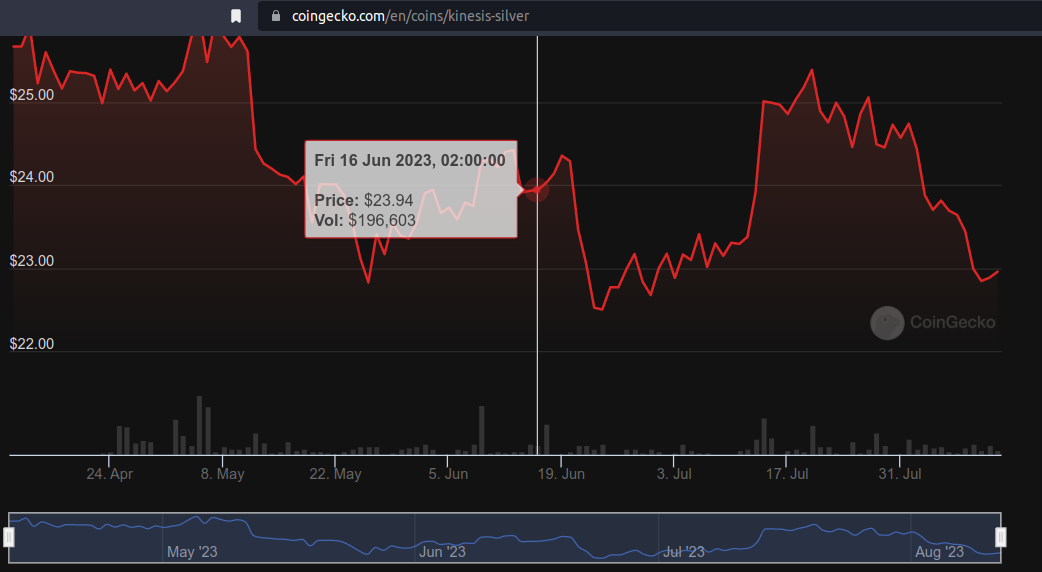 coingecko.com/en/coins/kinesis-silver
$25.00
Fri 16 Jun 2023, 02:00:00
$24.00
Price: $23.94
Vol: $196,603
$23.00
CoinGecko
$22.00
24. Apr 8. May 22. May 5. Jun 19. Jun 3. Jul 17. Jul 31. Jul
May '23 Jun '23 Jul '23 Aug '23